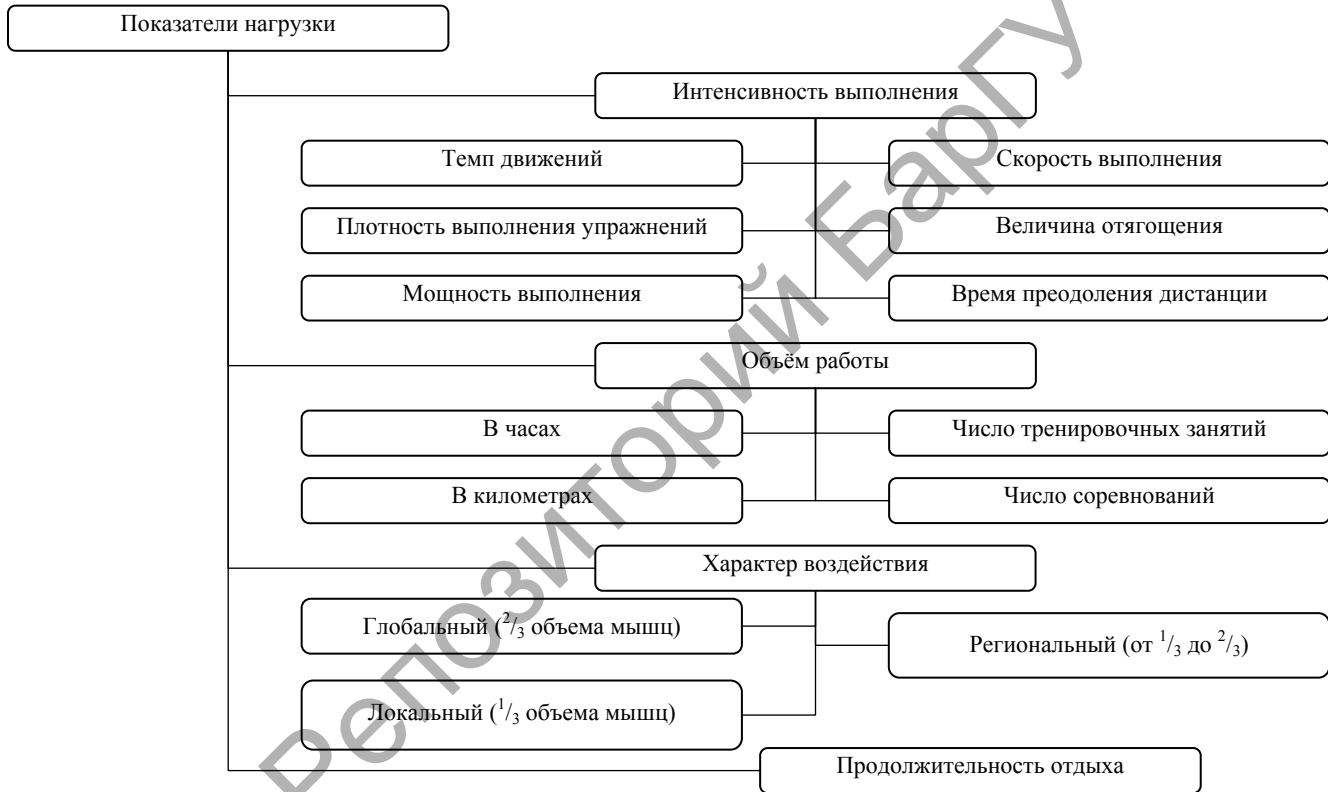 Показатели нагрузки
Интенсивность выполнения
Темп движений
Скорость выполнения
Плотность выполнения упражнений
Величина отягощения
Мощность выполнения
Время преодоления дистанции
Объём работы
В часах
Число тренировочных занятий
В километрах
Число соревнований
Характер воздействия
Глобальный (2/3 объема мышц)
Региональный (от 1/3 до 2/3)
Локальный (1/3 объема мышц)
Продолжительность отдыха
Репозиторий БарГУ